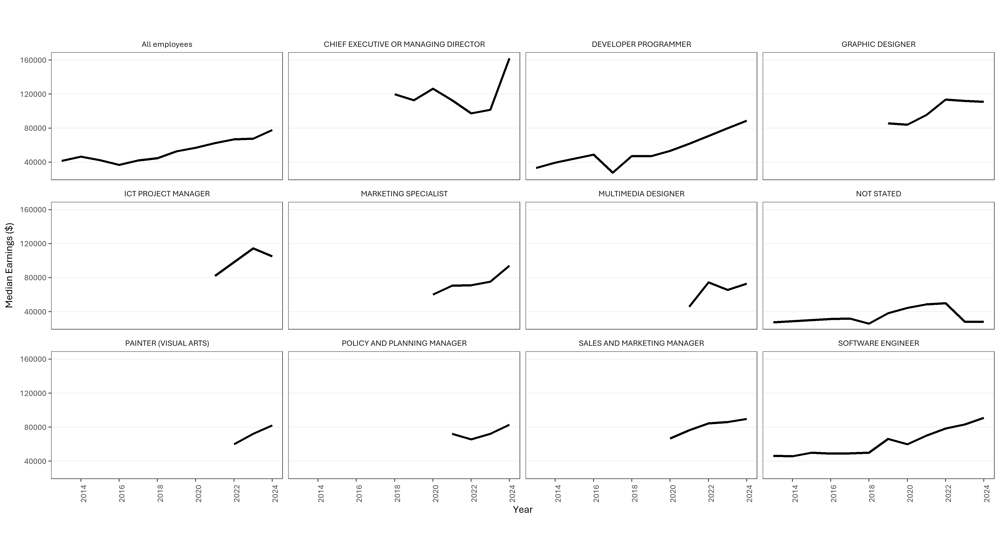 All employees
CHIEF EXECUTIVE OR MANAGING DIRECTOR
DEVELOPER PROGRAMMER
GRAPHIC DESIGNER
160000
120000
80000
40000
ICT PROJECT MANAGER
MARKETING SPECIALIST
MULTIMEDIA DESIGNER
NOT STATED
160000
120000
80000
40000
Median Earnings ($)
PAINTER (VISUAL ARTS)
POLICY AND PLANNING MANAGER
SALES AND MARKETING MANAGER
SOFTWARE ENGINEER
160000
120000
80000
40000
2014 2016 2018 2020 2022 2024
2014 2016 2018 2020 2022 2024
2014 2016 2018 2020 2022 2024
2014 2016 2018 2020 2022 2024
Year